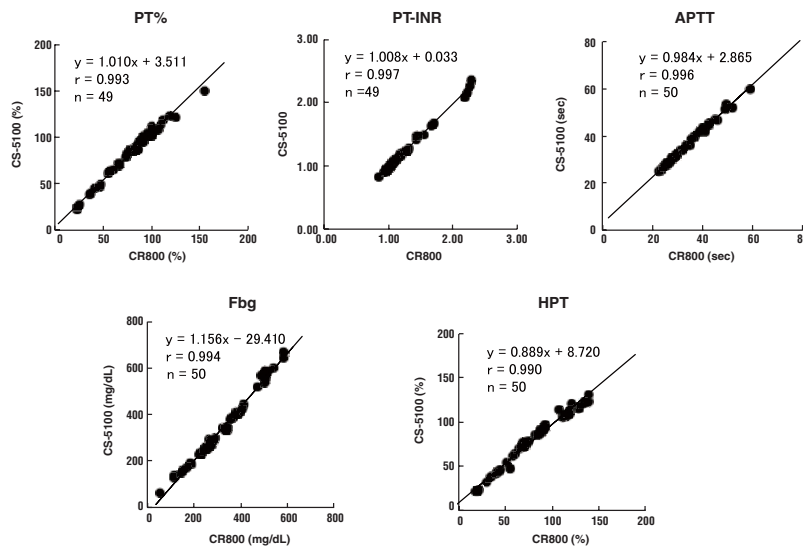 PT%
y = 1.010x + 3.511
r = 0.993
n = 49
200
150
100
50
0
0
50
100
150
200
CS-5100 (%)
CR800 (%)
PT-INR
y = 1.008x + 0.033
r = 0.997
n =49
3.00
2.00
1.00
0.00
0.00
1.00
2.00
3.00
CS-5100
CR800
APTT
y = 0.984x + 2.865
r = 0.996
n = 50
80
60
40
20
0
0
20
40
60
8
CS-5100 (sec)
CR800 (sec)
Fbg
y = 1.156x − 29.410
r = 0.994
n = 50
800
600
400
200
0
0
200
400
600
800
CS-5100 (mg/dL)
CR800 (mg/dL)
HPT
y = 0.889x + 8.720
r = 0.990
n = 50
200
150
100
50
0
0
50
100
150
200
CS-5100 (%)
CR800 (%)